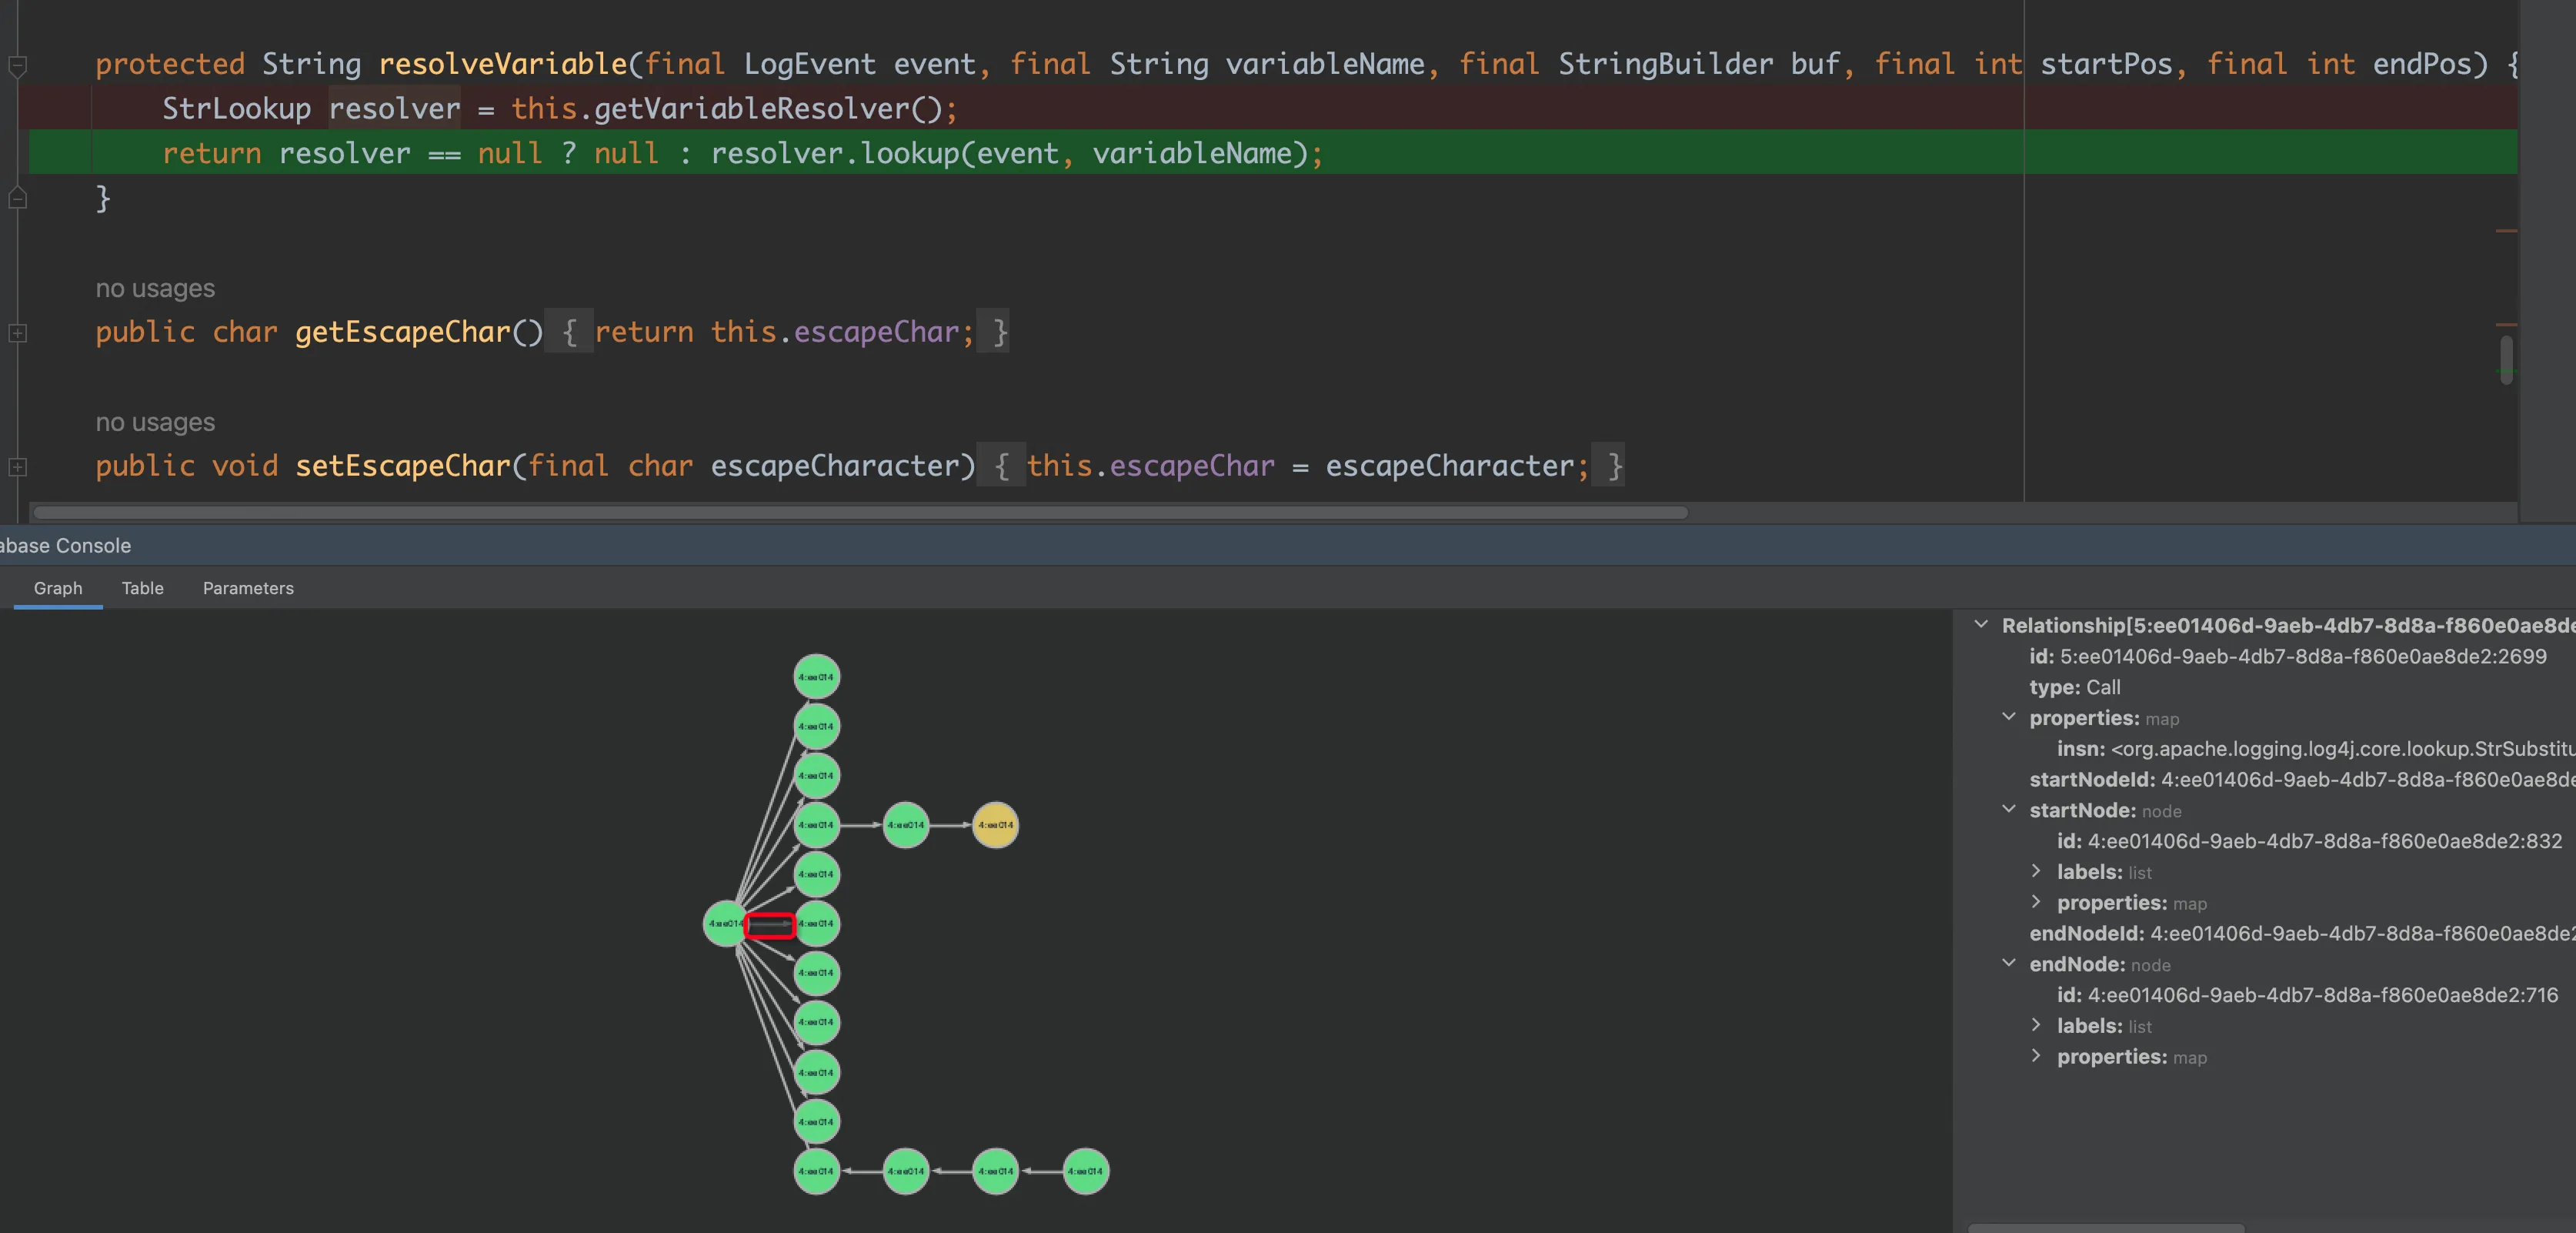 protected String resolveVariable(final LogEvent event, final String variableName, final StringBuilder buf, final int startPos, final int endPos) {
StrLookup resolver = this.getVariableResolver();
return resolver == null ? null : resolver.lookup(event, variableName);
}
no usages
public char getEscapeChar() { return this.escapeChar; }
no usages
public void setEscapeChar(final char escapeCharacter) { this.escapeChar = escapeCharacter; }
abase Console
Graph Table Parameters
4:ee014
4:ee014
4:ee014
4:ee014 4:ee014 4:ee014
4:ee014
4:ee014 4:ee014
4:ee014
4:ee014
4:ee014
4:ee014
4:ee014 4:ee014 4:ee014 4:ee014
Relationship[5:ee01406d-9aeb-4db7-8d8a-f860e0ae8de
id: 5:ee01406d-9aeb-4db7-8d8a-f860e0ae8de2:2699
type: Call
properties: map
insn: <org.apache.logging.log4j.core.lookup.StrSubstitu
startNodeId: 4:ee01406d-9aeb-4db7-8d8a-f860e0ae8de
startNode: node
id: 4:ee01406d-9aeb-4db7-8d8a-f860e0ae8de2:832
labels: list
properties: map
endNodeId: 4:ee01406d-9aeb-4db7-8d8a-f860e0ae8de2
endNode: node
id: 4:ee01406d-9aeb-4db7-8d8a-f860e0ae8de2:716
labels: list
properties: map